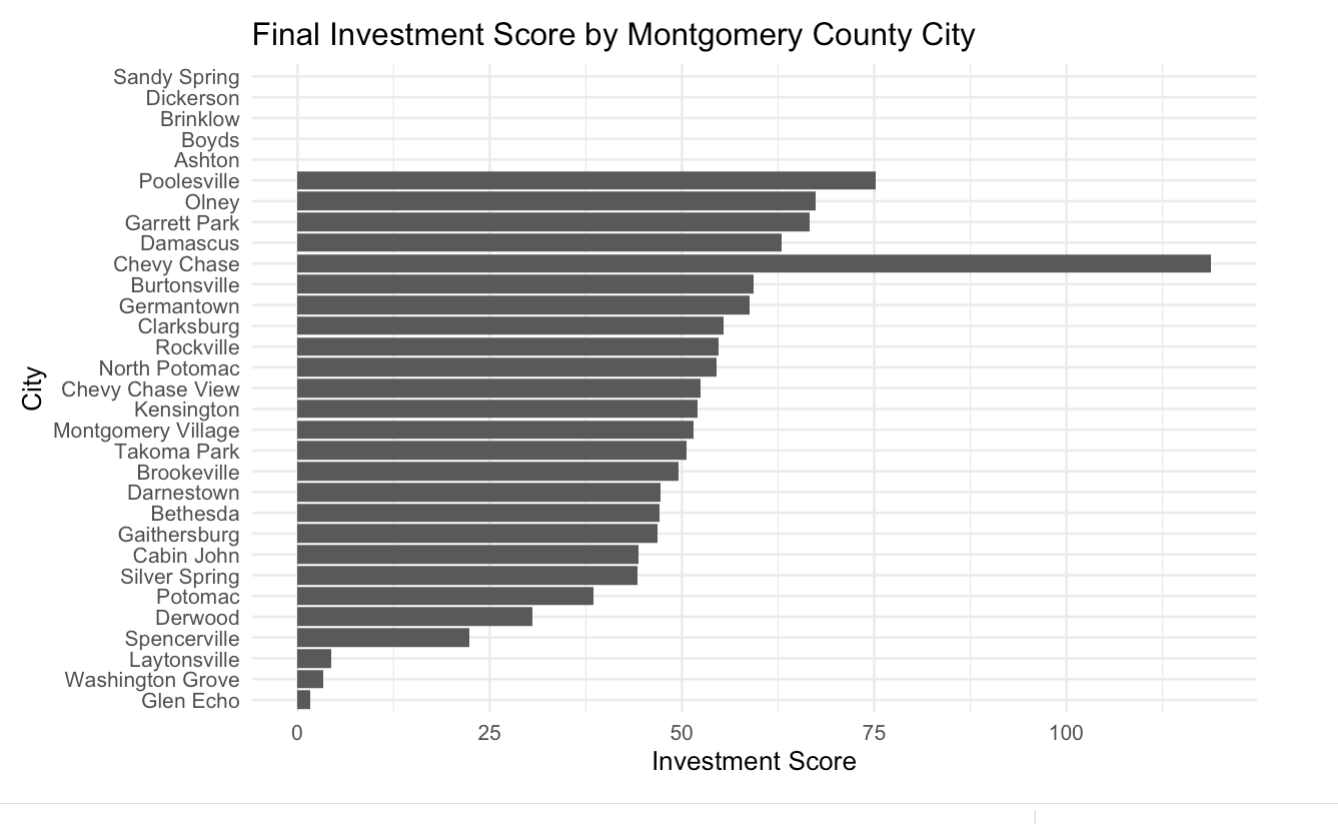 Final Investment Score by Montgomery County City
Sandy Spring
Dickerson
Brinklow
Boyds
Ashton
Poolesville
Olney
Garrett Park
Damascus
Chevy Chase
Burtonsville
Germantown
Clarksburg
Rockville
North Potomac
Chevy Chase View
Kensington
Montgomery Village
Takoma Park
Brookeville
Darnestown
Bethesda
Gaithersburg
Cabin John
Silver Spring
Potomac
Derwood
Spencerville
Laytonsville
Washington Grove
Glen Echo
City
0 25 50 75 100
Investment Score